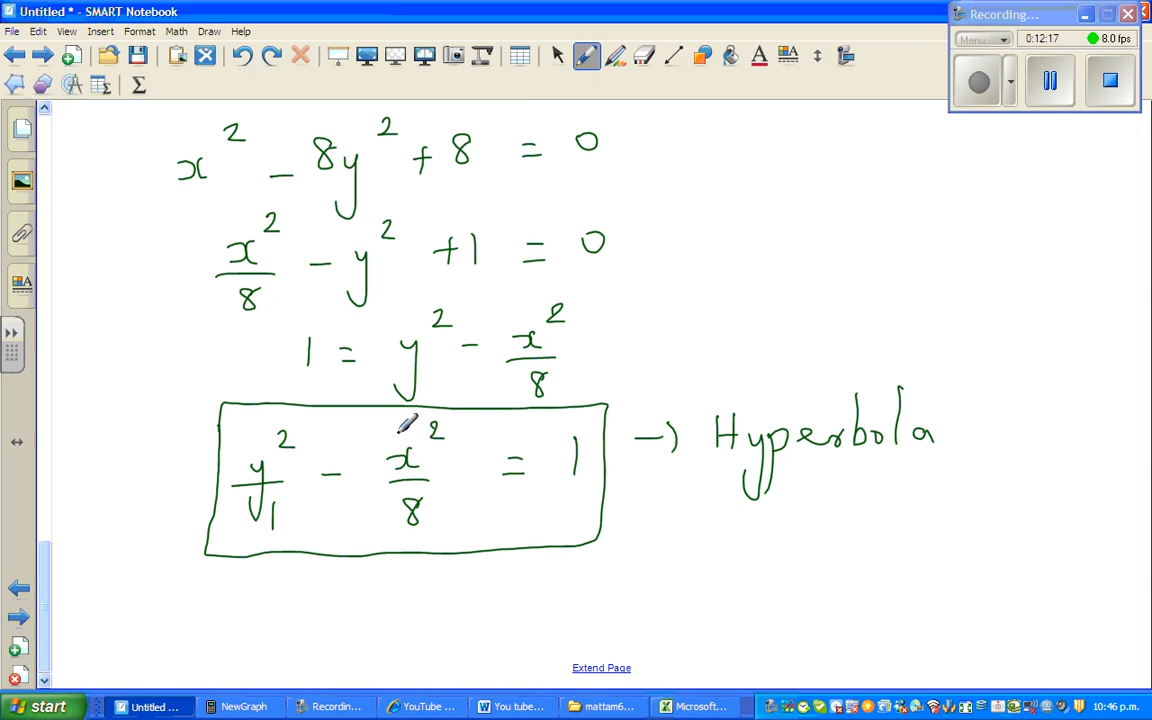 Untitled * - SMART Notebook
Recording...
File Edit View Insert Format Math Draw Help
Menu
0:12:17
8.0 fps
x² - 8y² + 8 = 0
x²/8 - y² + 1 = 0
1 = y² - x²/8
y²/1 - x²/8 = 1 → Hyperbola
Extend Page
start
Untitled ...
NewGraph
Recordin...
YouTube ...
You tube...
mattam6...
Microsoft...
10:46 p.m.